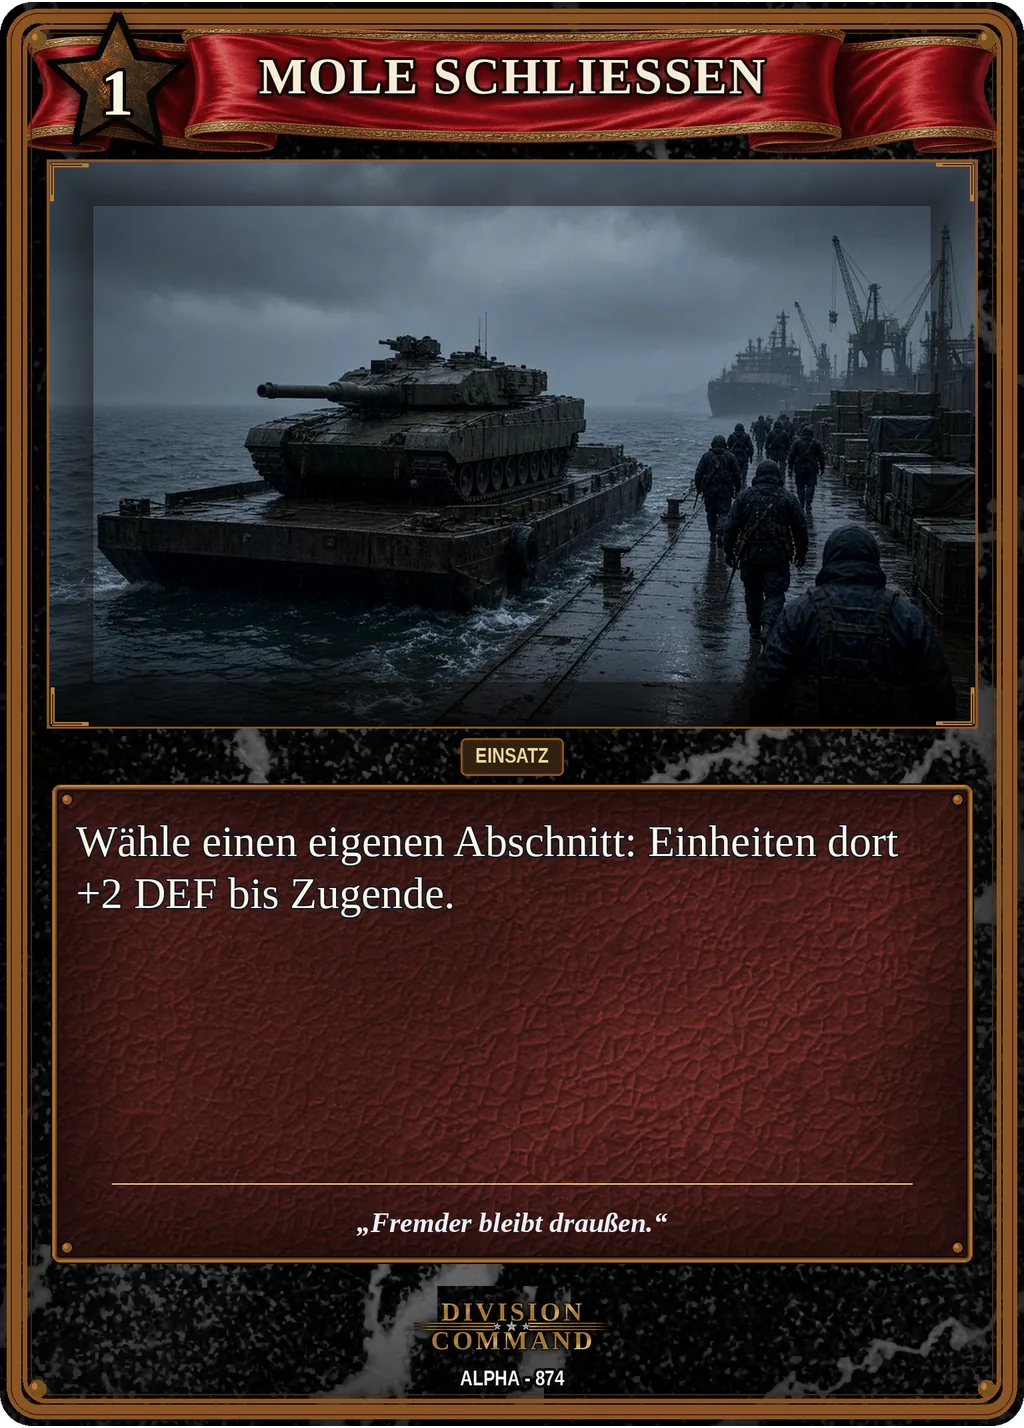 1
MOLE SCHLIESSEN
EINSATZ
Wähle einen eigenen Abschnitt: Einheiten dort
+2 DEF bis Zugende.
„Fremder bleibt draußen.“
DIVISION
COMMAND
ALPHA - 874